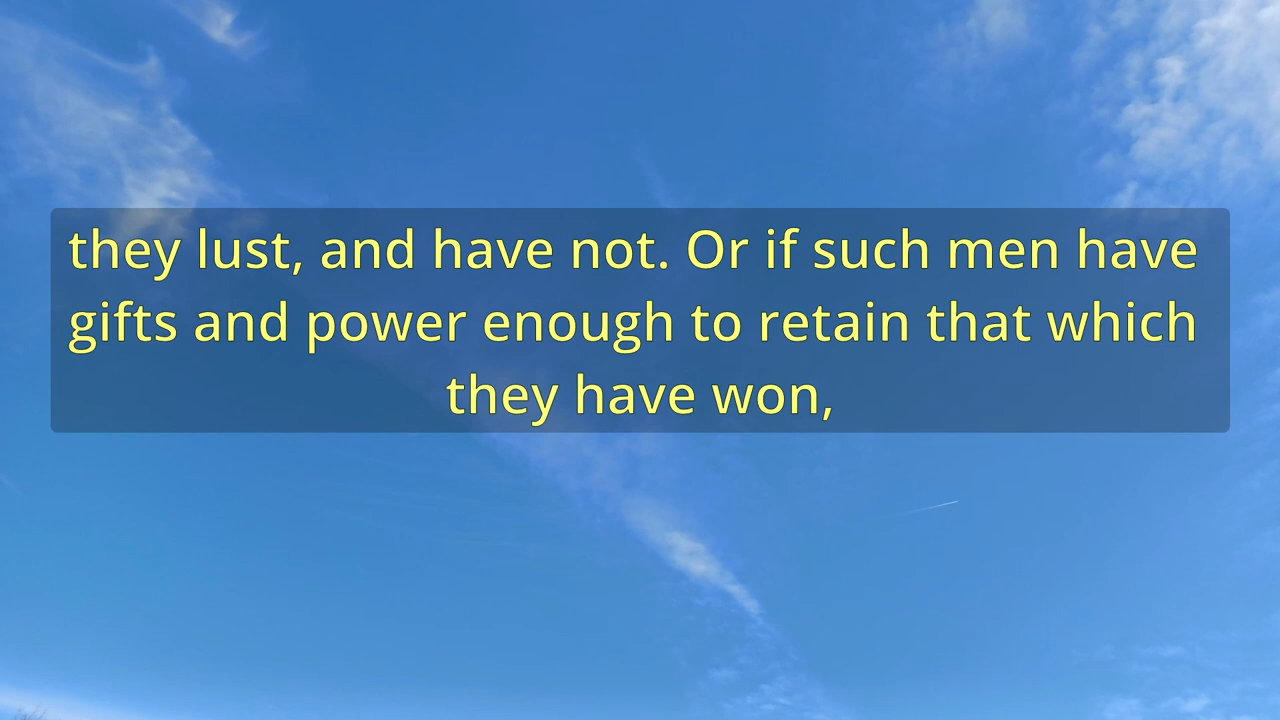 they lust, and have not. Or if such men have
gifts and power enough to retain that which
they have won,